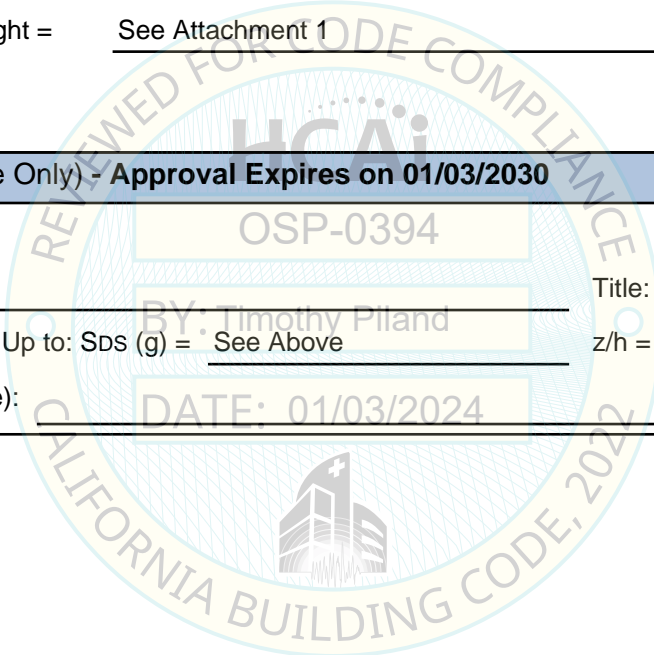 ght = See Attachment 1
REVIEWED FOR CODE COMPLIANCE
HCAi
e Only) - Approval Expires on 01/03/2030
OSP-0394
Title:
BY: Timothy Piland
Up to: SDS (g) = See Above z/h =
e):
DATE: 01/03/2024
CALIFORNIA BUILDING CODE, 2022